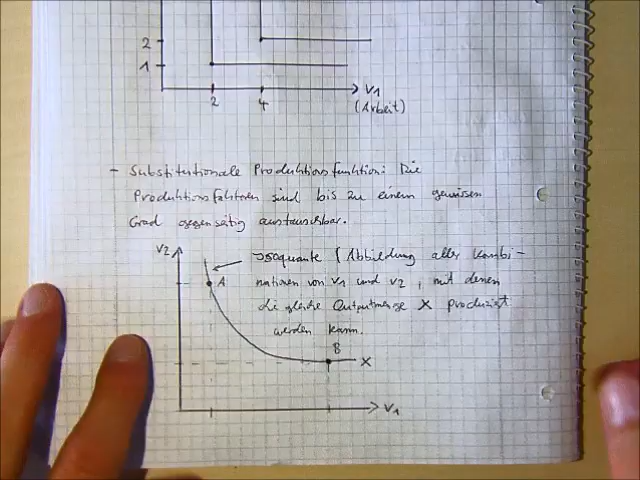 2
1
2 4
V1
(Arbeit)
- Substitutionale Produktionsfunktion: Die
Produktionsfaktoren sind bis zu einem gewissen
Grad gegenseitig austauschbar.
V2
Isoquante (Abbildung aller Kombi-
A
nationen von V1 und V2, mit denen
die gleiche Outputmenge X produziert
werden kann.
B
X
V1